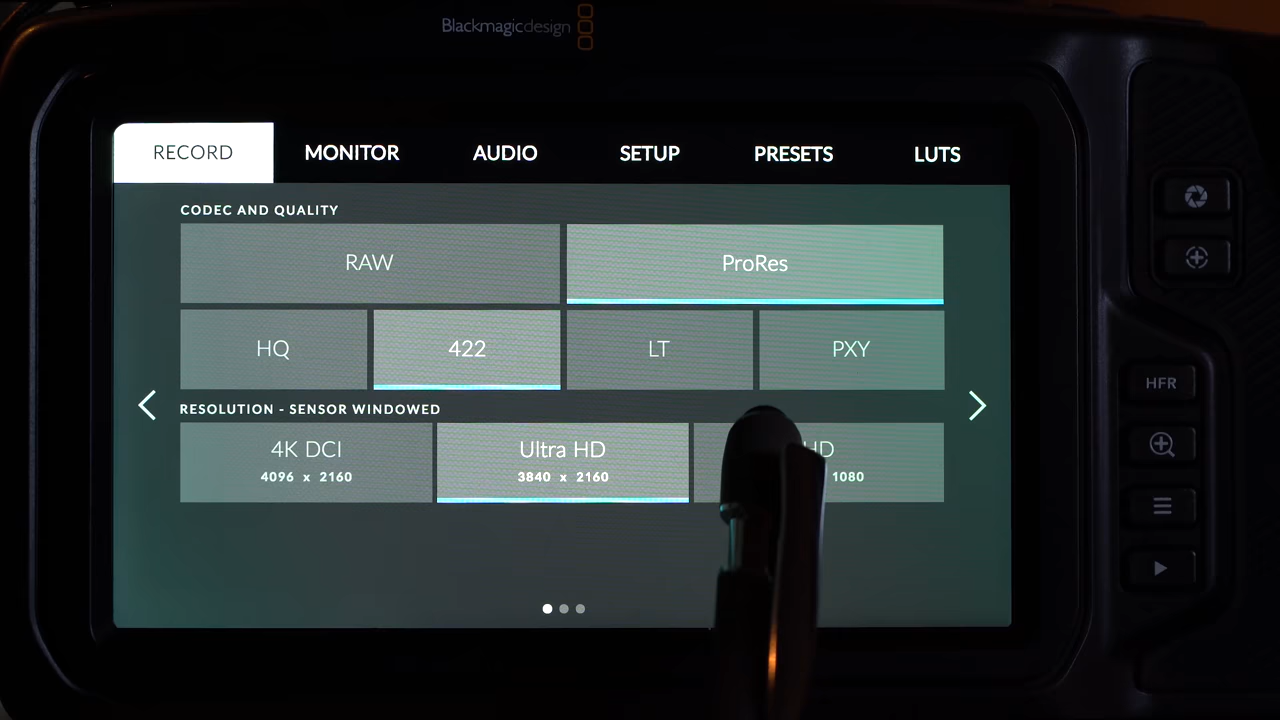 Blackmagicdesign
RECORD MONITOR AUDIO SETUP PRESETS LUTS
CODEC AND QUALITY
RAW ProRes
HQ 422 LT PXY
RESOLUTION - SENSOR WINDOWED
4K DCI Ultra HD HD
4096 x 2160 3840 x 2160 1080
HFR